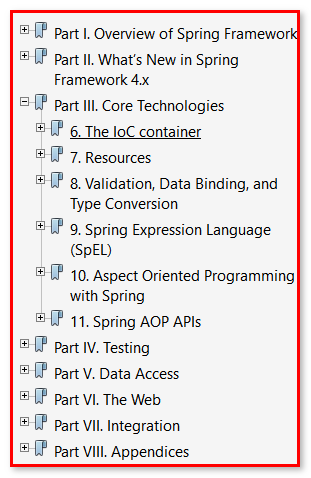 Part I. Overview of Spring Framework
Part II. What's New in Spring
Framework 4.x
Part III. Core Technologies
6. The IoC container
7. Resources
8. Validation, Data Binding, and
Type Conversion
9. Spring Expression Language
(SpEL)
10. Aspect Oriented Programming
with Spring
11. Spring AOP APIs
Part IV. Testing
Part V. Data Access
Part VI. The Web
Part VII. Integration
Part VIII. Appendices